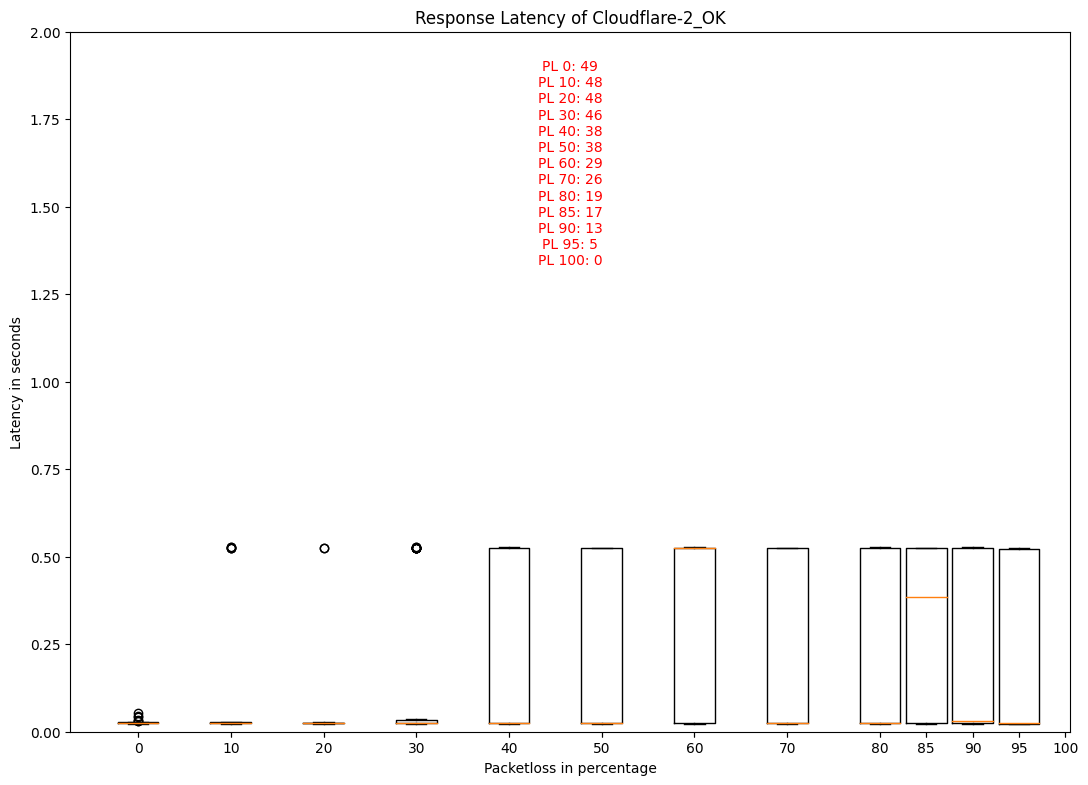 Response Latency of Cloudflare-2_OK
2.00
PL 0: 49
PL 10: 48
PL 20: 48
PL 30: 46
PL 40: 38
PL 50: 38
PL 60: 29
PL 70: 26
PL 80: 19
PL 85: 17
PL 90: 13
PL 95: 5
PL 100: 0
1.75
1.50
1.25
1.00
0.75
0.50
0.25
0.00
Latency in seconds
0 10 20 30 40 50 60 70 80 85 90 95 100
Packetloss in percentage